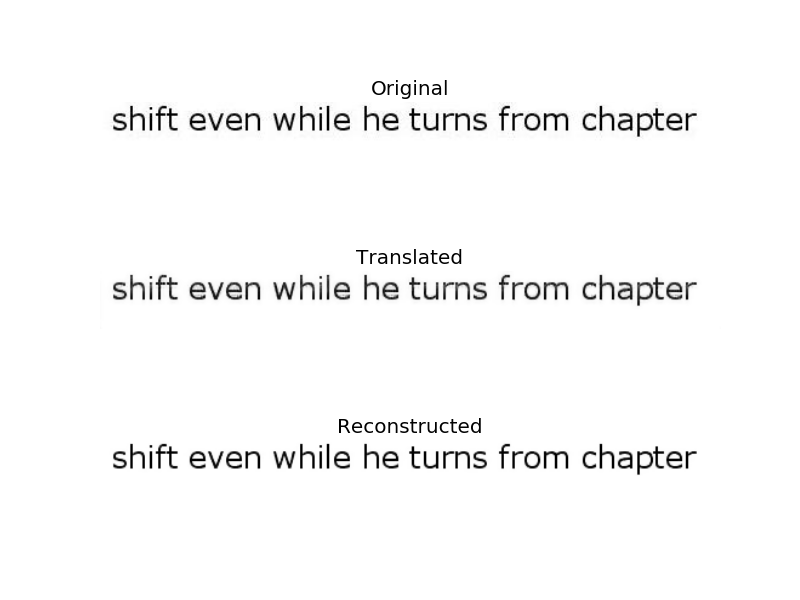 Original
shift even while he turns from chapter
Translated
shift even while he turns from chapter
Reconstructed
shift even while he turns from chapter